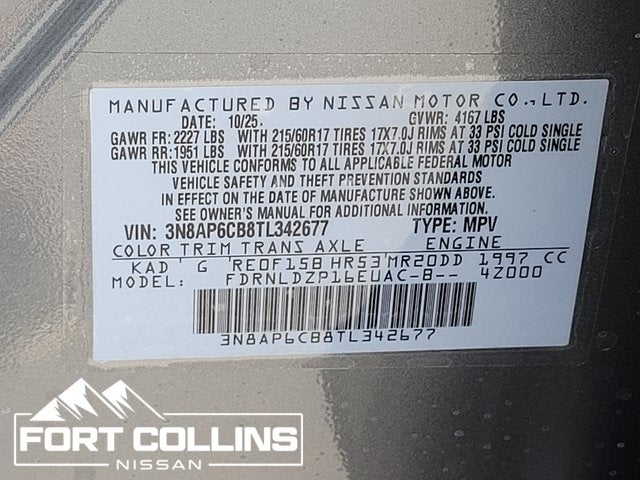 MANUFACTURED BY NISSAN MOTOR CO., LTD.
DATE: 10/25. GVWR: 4167 LBS
GAWR FR: 2227 LBS WITH 215/60R17 TIRES 17X7.0J RIMS AT 33 PSI COLD SINGLE
GAWR RR: 1951 LBS WITH 215/60R17 TIRES 17X7.0J RIMS AT 33 PSI COLD SINGLE
THIS VEHICLE CONFORMS TO ALL APPLICABLE FEDERAL MOTOR
VEHICLE SAFETY AND THEFT PREVENTION STANDARDS
IN EFFECT ON THE DATE OF MANUFACTURE SHOWN ABOVE.
SEE OWNER'S MANUAL FOR ADDITIONAL INFORMATION.
VIN: 3N8AP6CB8TL342677 TYPE: MPV
COLOR TRIM TRANS AXLE ENGINE
KAD G RE0F15B HR53 MR20DD 1997 CC
MODEL: FDRNLDZP16EUAC-B-- 4Z000
3N8AP6CB8TL342677
FORT COLLINS
NISSAN